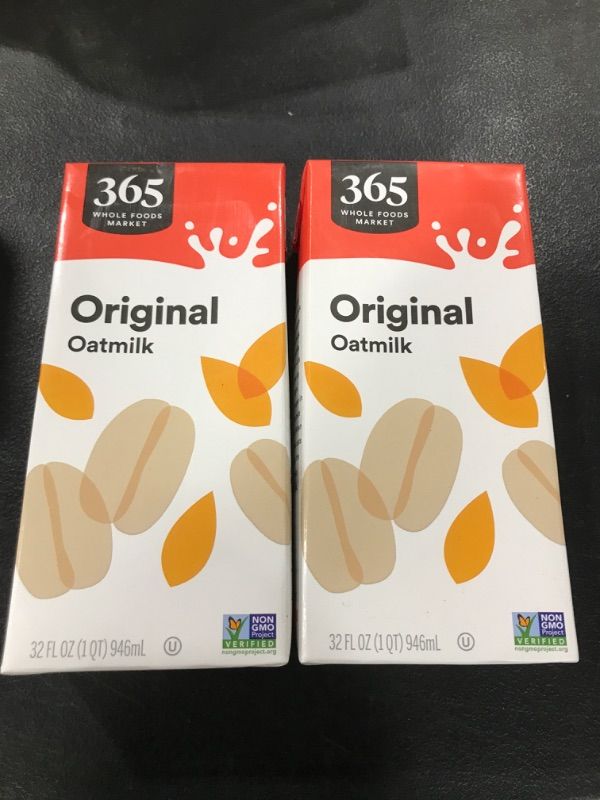 365
WHOLE FOODS
MARKET
Original
Oatmilk
32 FL OZ (1 QT) 946mL
U
NON
GMO
Project
VERIFIED
nongmoproject.org
365
WHOLE FOODS
MARKET
Original
Oatmilk
32 FL OZ (1 QT) 946mL
U
NON
GMO
Project
VERIFIED
nongmoproject.org